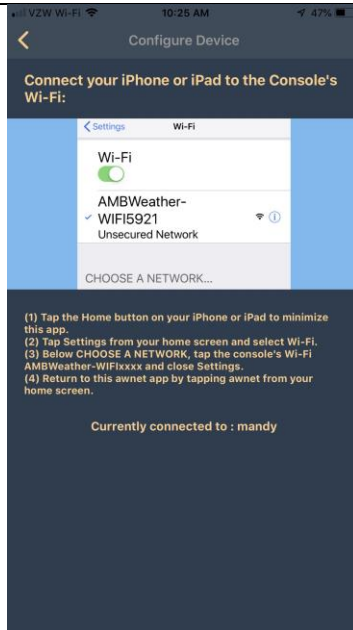 VZW Wi-Fi 10:25 AM 47%
Configure Device
Connect your iPhone or iPad to the Console's
Wi-Fi:
Settings Wi-Fi
Wi-Fi
AMBWeather-
WIFI5921
Unsecured Network
CHOOSE A NETWORK...
(1) Tap the Home button on your iPhone or iPad to minimize
this app.
(2) Tap Settings from your home screen and select Wi-Fi.
(3) Below CHOOSE A NETWORK, tap the console's Wi-Fi
AMBWeather-WIFIxxxx and close Settings.
(4) Return to this awnet app by tapping awnet from your
home screen.
Currently connected to : mandy